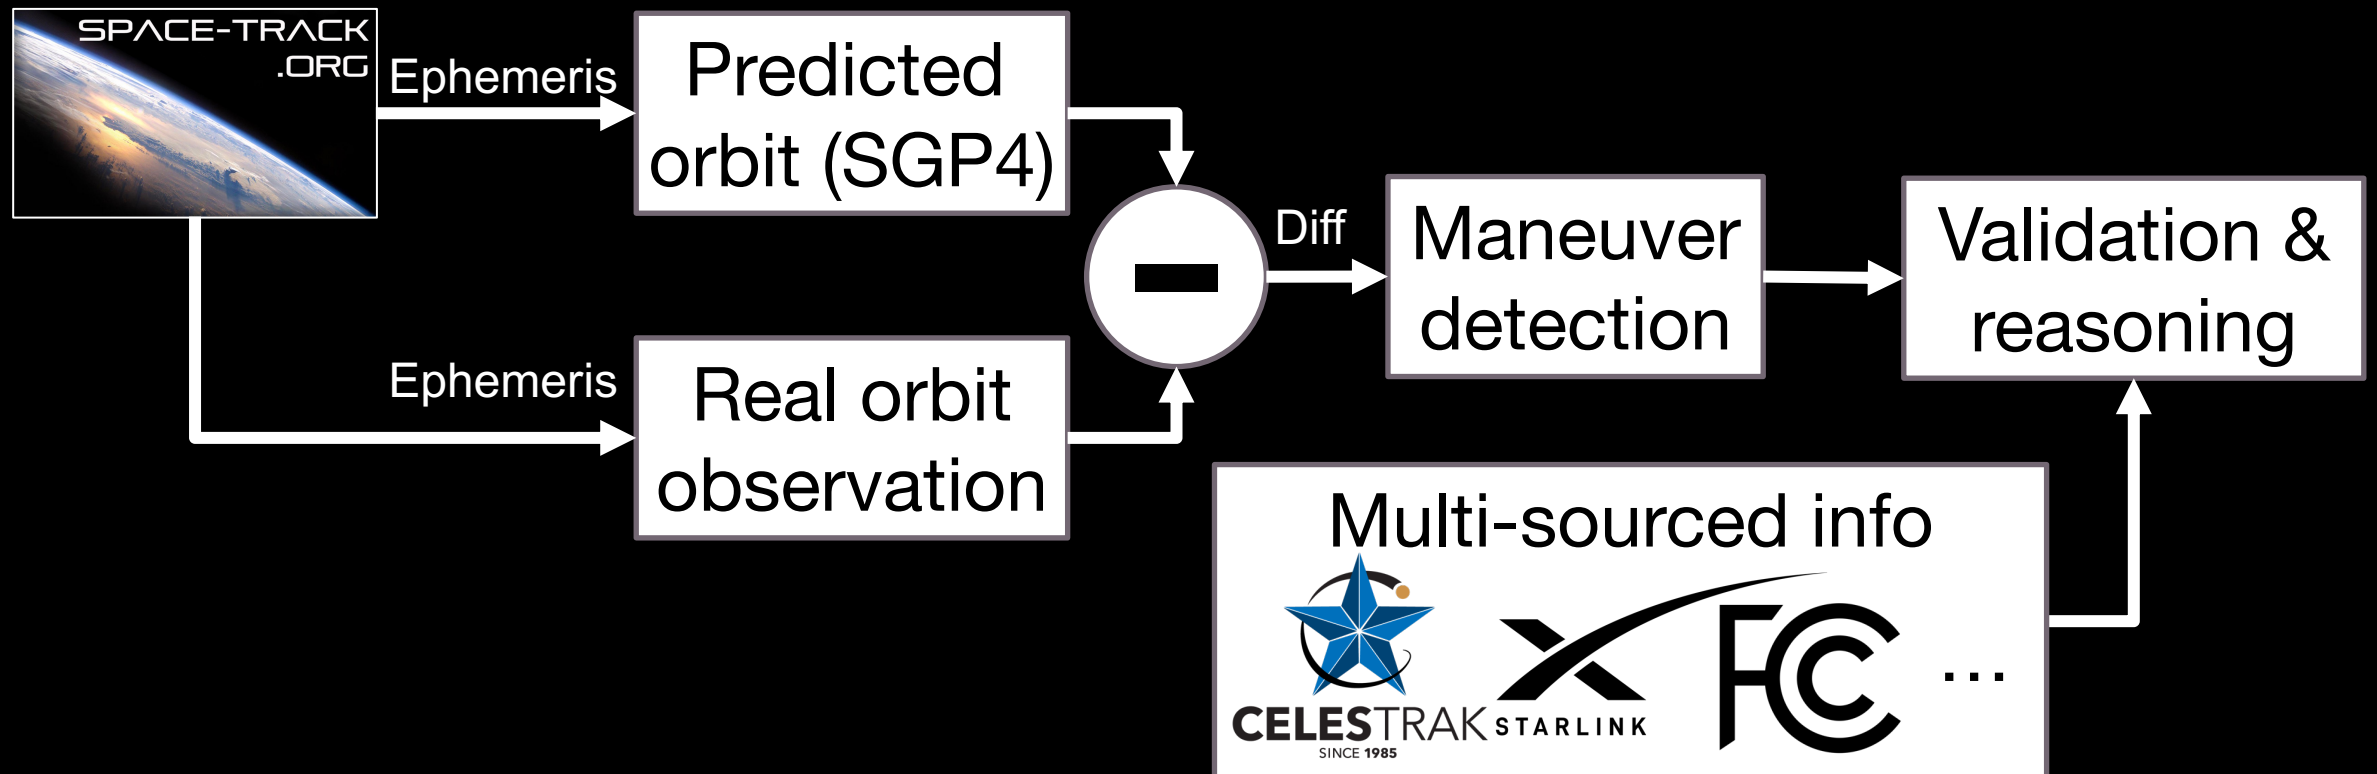 SPACE-TRACK
.ORG
Ephemeris
Predicted
orbit (SGP4)
Ephemeris
Real orbit
observation
Diff
Maneuver
detection
Validation &
reasoning
Multi-sourced info
CELESTRAK
SINCE 1985
STARLINK
FCC
...